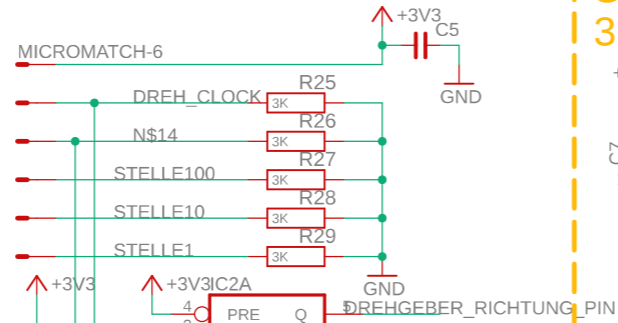 +3V3
C5
3
MICROMATCH-6
GND
DREH_CLOCK
R25
3K
N$14
R26
3K
STELLE100
R27
3K
STELLE10
R28
3K
STELLE1
R29
3K
+3V3
+3V3
IC2A
GND
4
PRE
Q
5
DREHGEBER_RICHTUNG_PIN